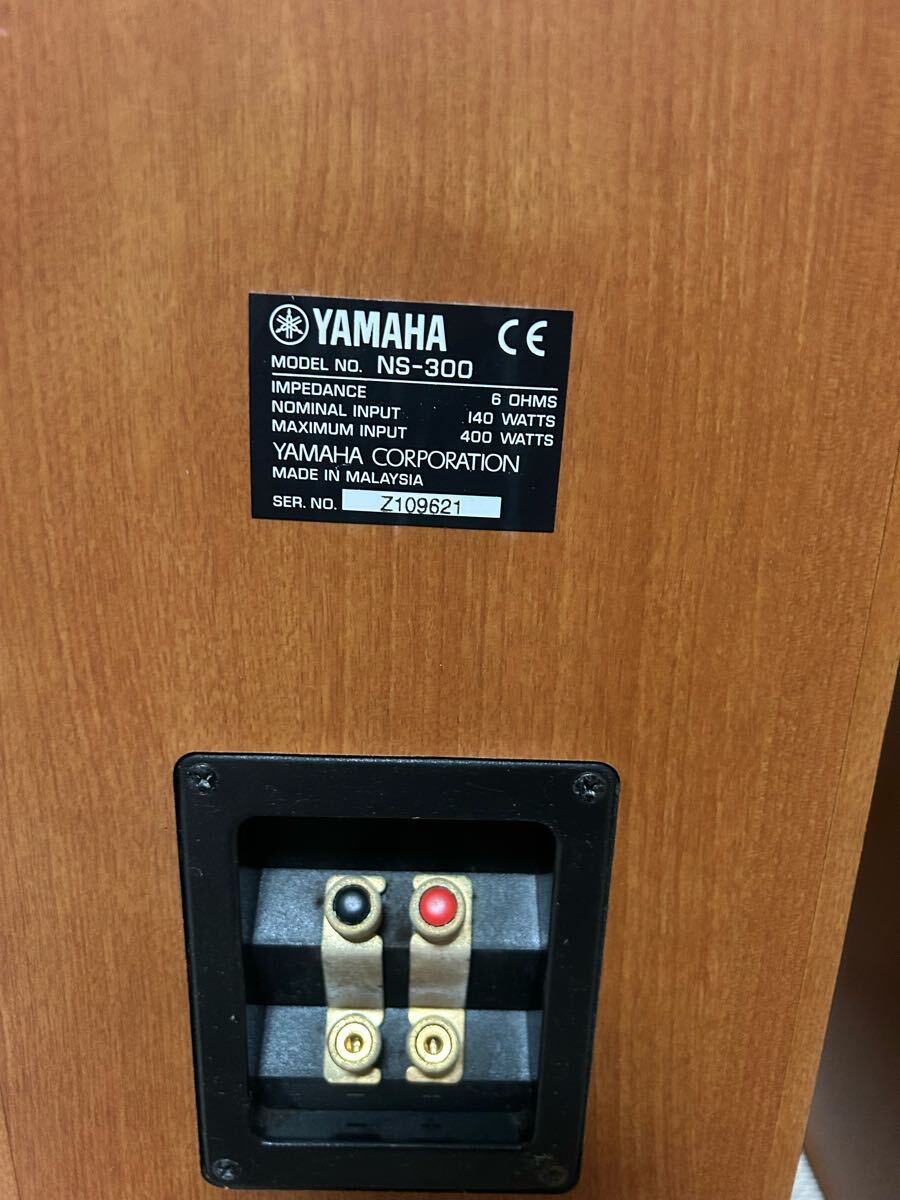 YAMAHA CE
MODEL NO. NS-300
IMPEDANCE 6 OHMS
NOMINAL INPUT 140 WATTS
MAXIMUM INPUT 400 WATTS
YAMAHA CORPORATION
MADE IN MALAYSIA
SER. NO. Z109621
− +